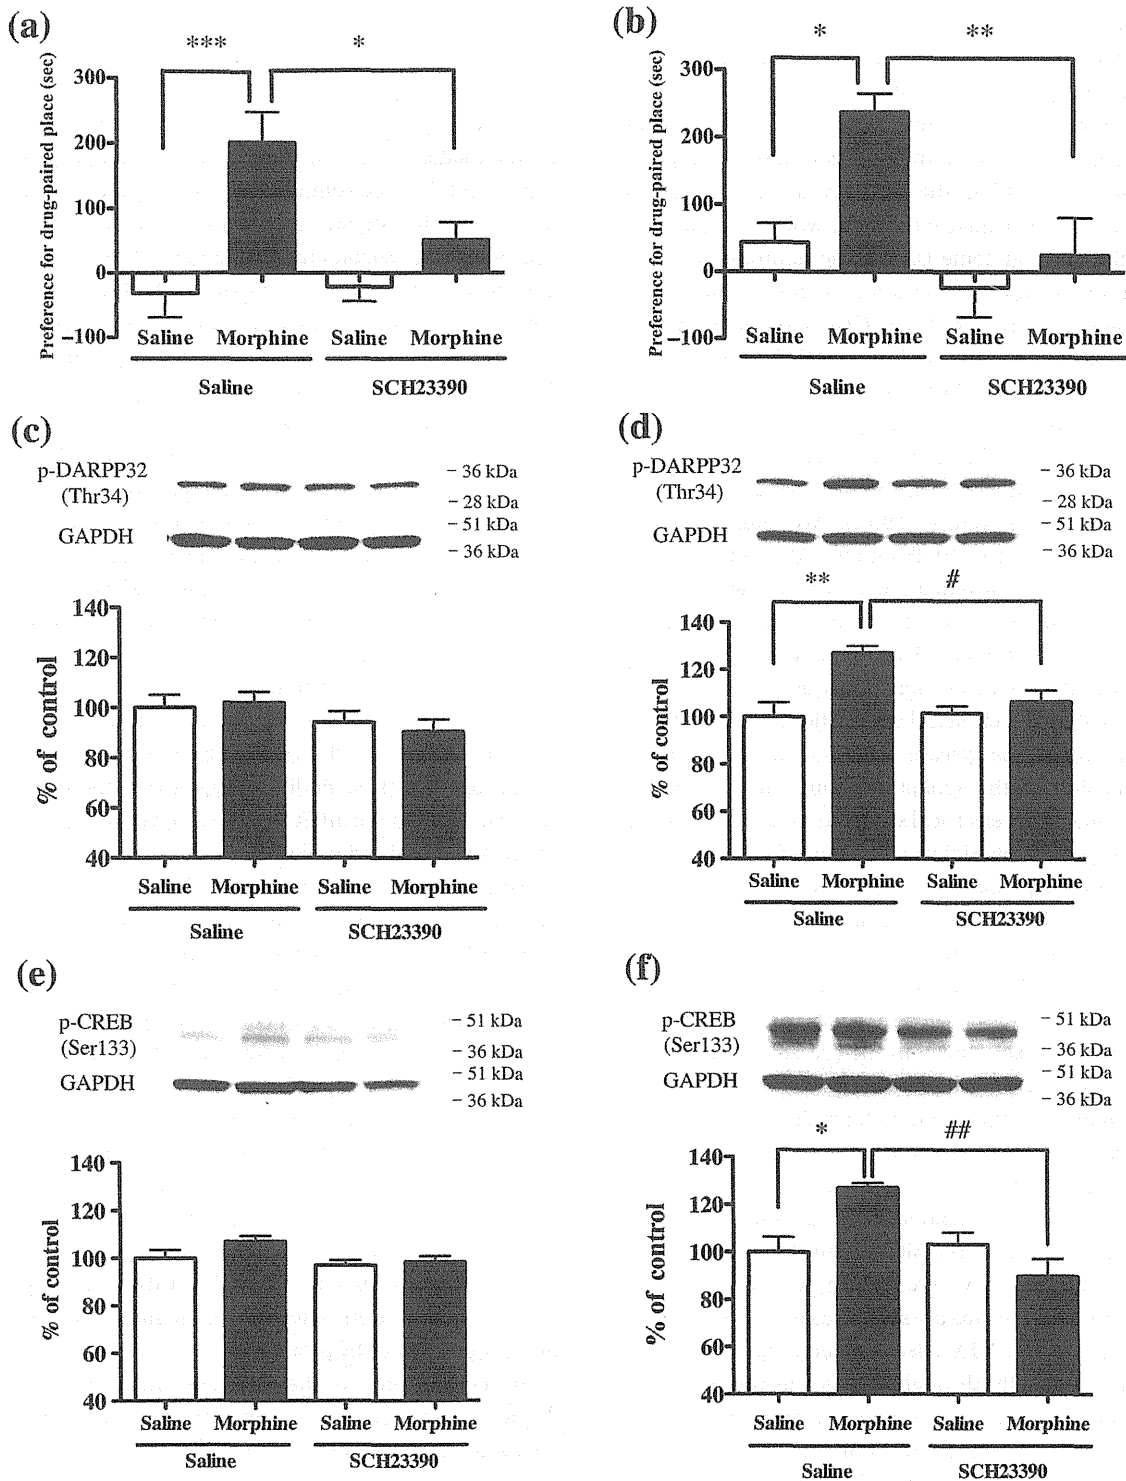 (a)
*** *
Preference for drug-paired place (sec)
300
200
100
0
−100
Saline Morphine Saline Morphine
Saline SCH23390
(b)
* **
Preference for drug-paired place (sec)
300
200
100
0
−100
Saline Morphine Saline Morphine
Saline SCH23390
(c)
p-DARPP32
(Thr34)
GAPDH
− 36 kDa
− 28 kDa
− 51 kDa
− 36 kDa
% of control
140
120
100
80
60
40
Saline Morphine Saline Morphine
Saline SCH23390
(d)
p-DARPP32
(Thr34)
GAPDH
− 36 kDa
− 28 kDa
− 51 kDa
− 36 kDa
** #
% of control
140
120
100
80
60
40
Saline Morphine Saline Morphine
Saline SCH23390
(e)
p-CREB
(Ser133)
GAPDH
− 51 kDa
− 36 kDa
− 51 kDa
− 36 kDa
% of control
140
120
100
80
60
40
Saline Morphine Saline Morphine
Saline SCH23390
(f)
p-CREB
(Ser133)
GAPDH
− 51 kDa
− 36 kDa
− 51 kDa
− 36 kDa
* ##
% of control
140
120
100
80
60
40
Saline Morphine Saline Morphine
Saline SCH23390